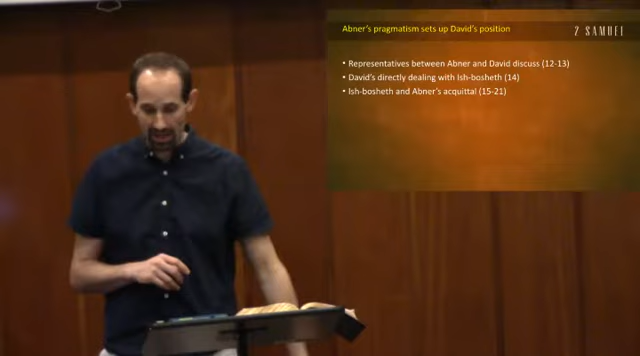 Abner's pragmatism sets up David's position
2 SAMUEL
• Representatives between Abner and David discuss (12-13)
• David's directly dealing with Ish-bosheth (14)
• Ish-bosheth and Abner's acquittal (15-21)